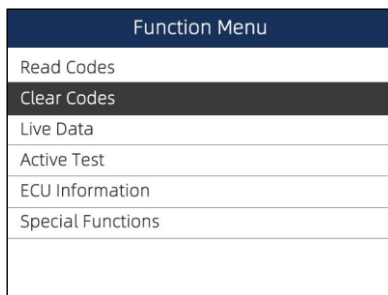 Function Menu
Read Codes
Clear Codes
Live Data
Active Test
ECU Information
Special Functions